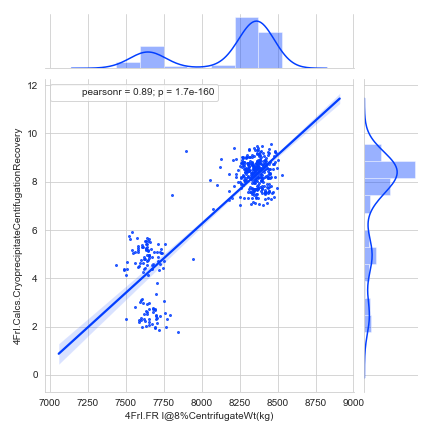 pearsonr = 0.89; p = 1.7e-160
12
10
8
6
4
2
0
4FrI.Calcs.CryoprecipitateCentifugationRecovery
7000 7250 7500 7750 8000 8250 8500 8750 9000
4FrI.FR I@8%CentrifugateWt(kg)